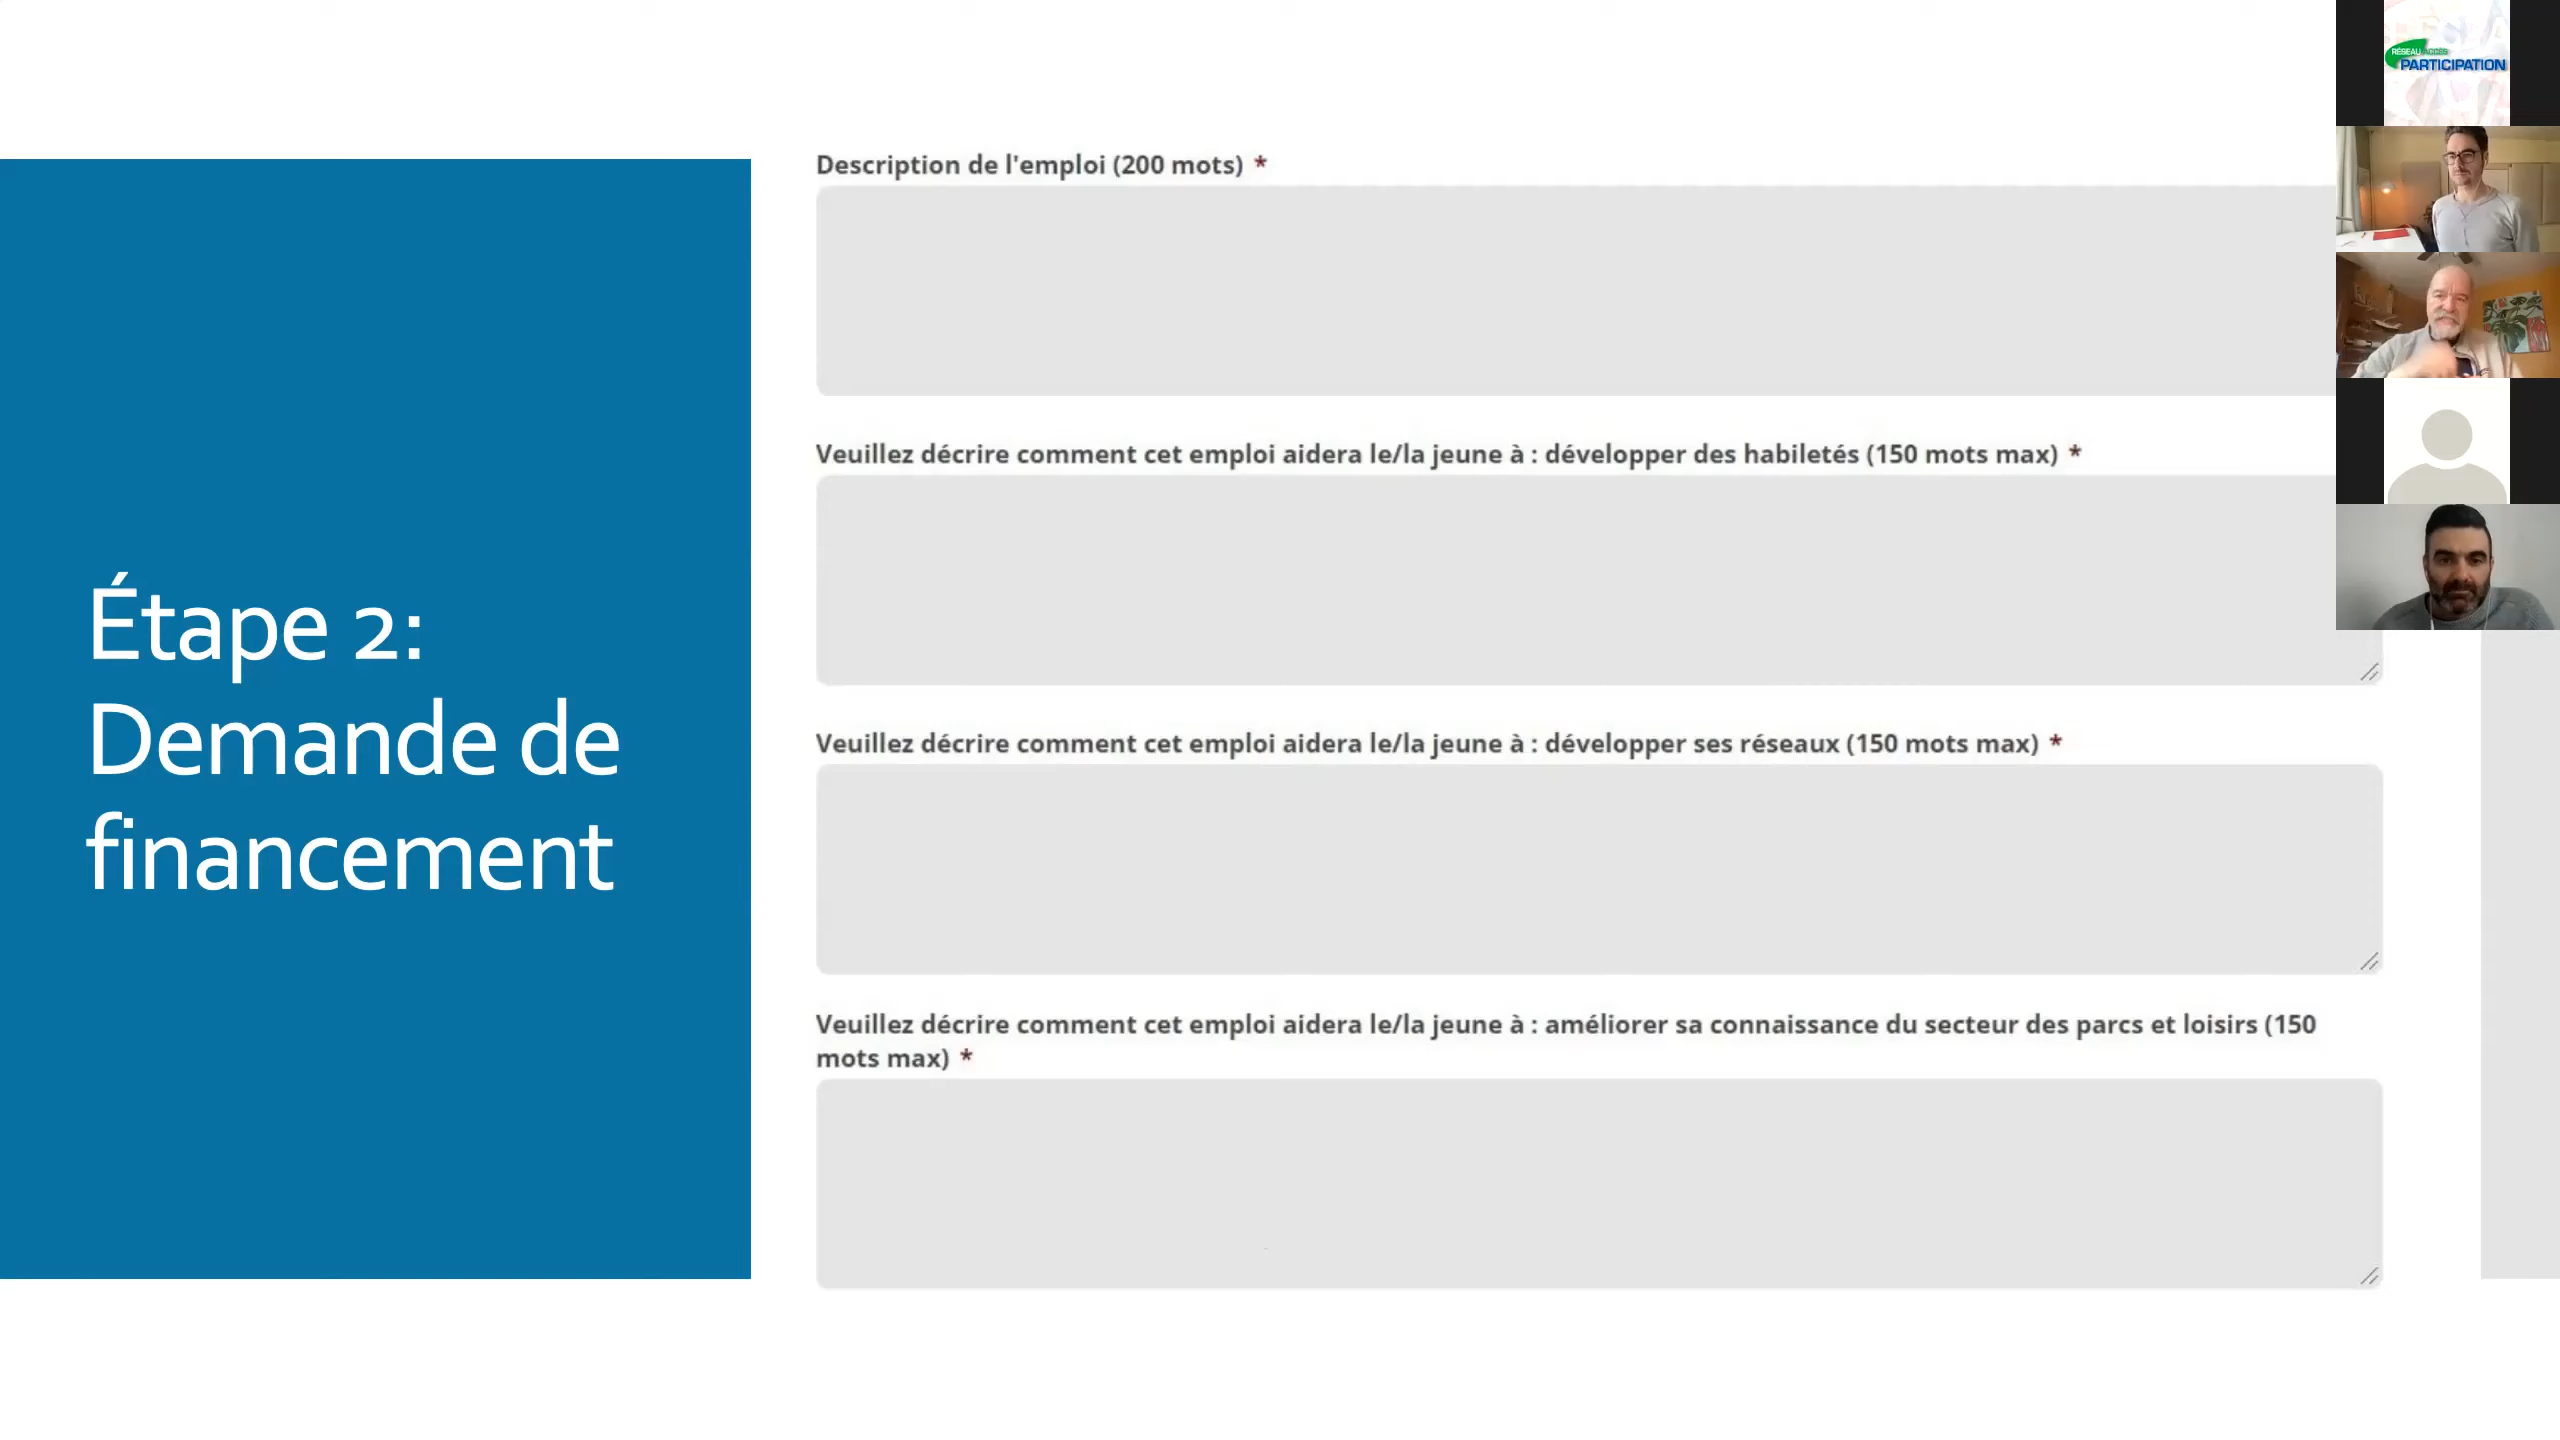 Étape 2:
Demande de
financement
Description de l'emploi (200 mots) *
Veuillez décrire comment cet emploi aidera le/la jeune à : développer des habiletés (150 mots max) *
Veuillez décrire comment cet emploi aidera le/la jeune à : développer ses réseaux (150 mots max) *
Veuillez décrire comment cet emploi aidera le/la jeune à : améliorer sa connaissance du secteur des parcs et loisirs (150
mots max) *
RÉSEAU ACCÈS
PARTICIPATION